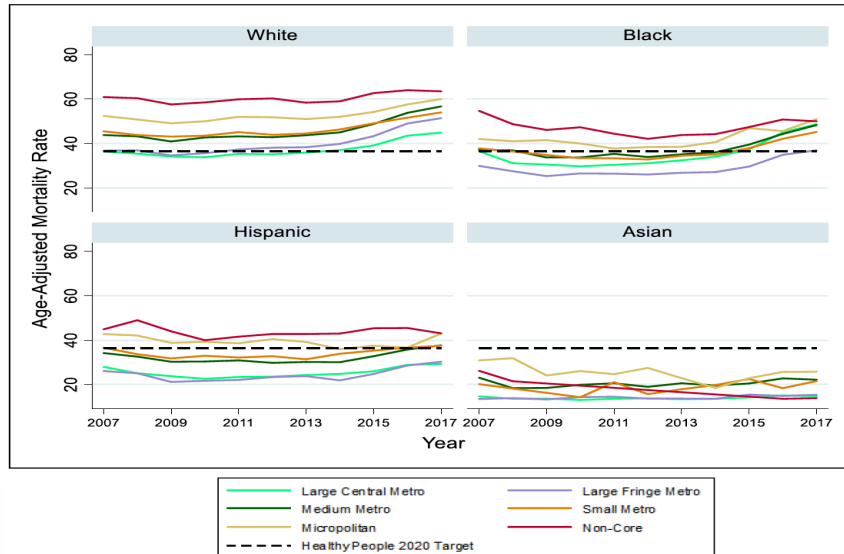 White
Black
80
60
40
20
Hispanic
Asian
80
60
40
20
Age-Adjusted Mortality Rate
2007 2009 2011 2013 2015 2017 2007 2009 2011 2013 2015 2017
Year
Large Central Metro
Large Fringe Metro
Medium Metro
Small Metro
Micropolitan
Non-Core
Healthy People 2020 Target